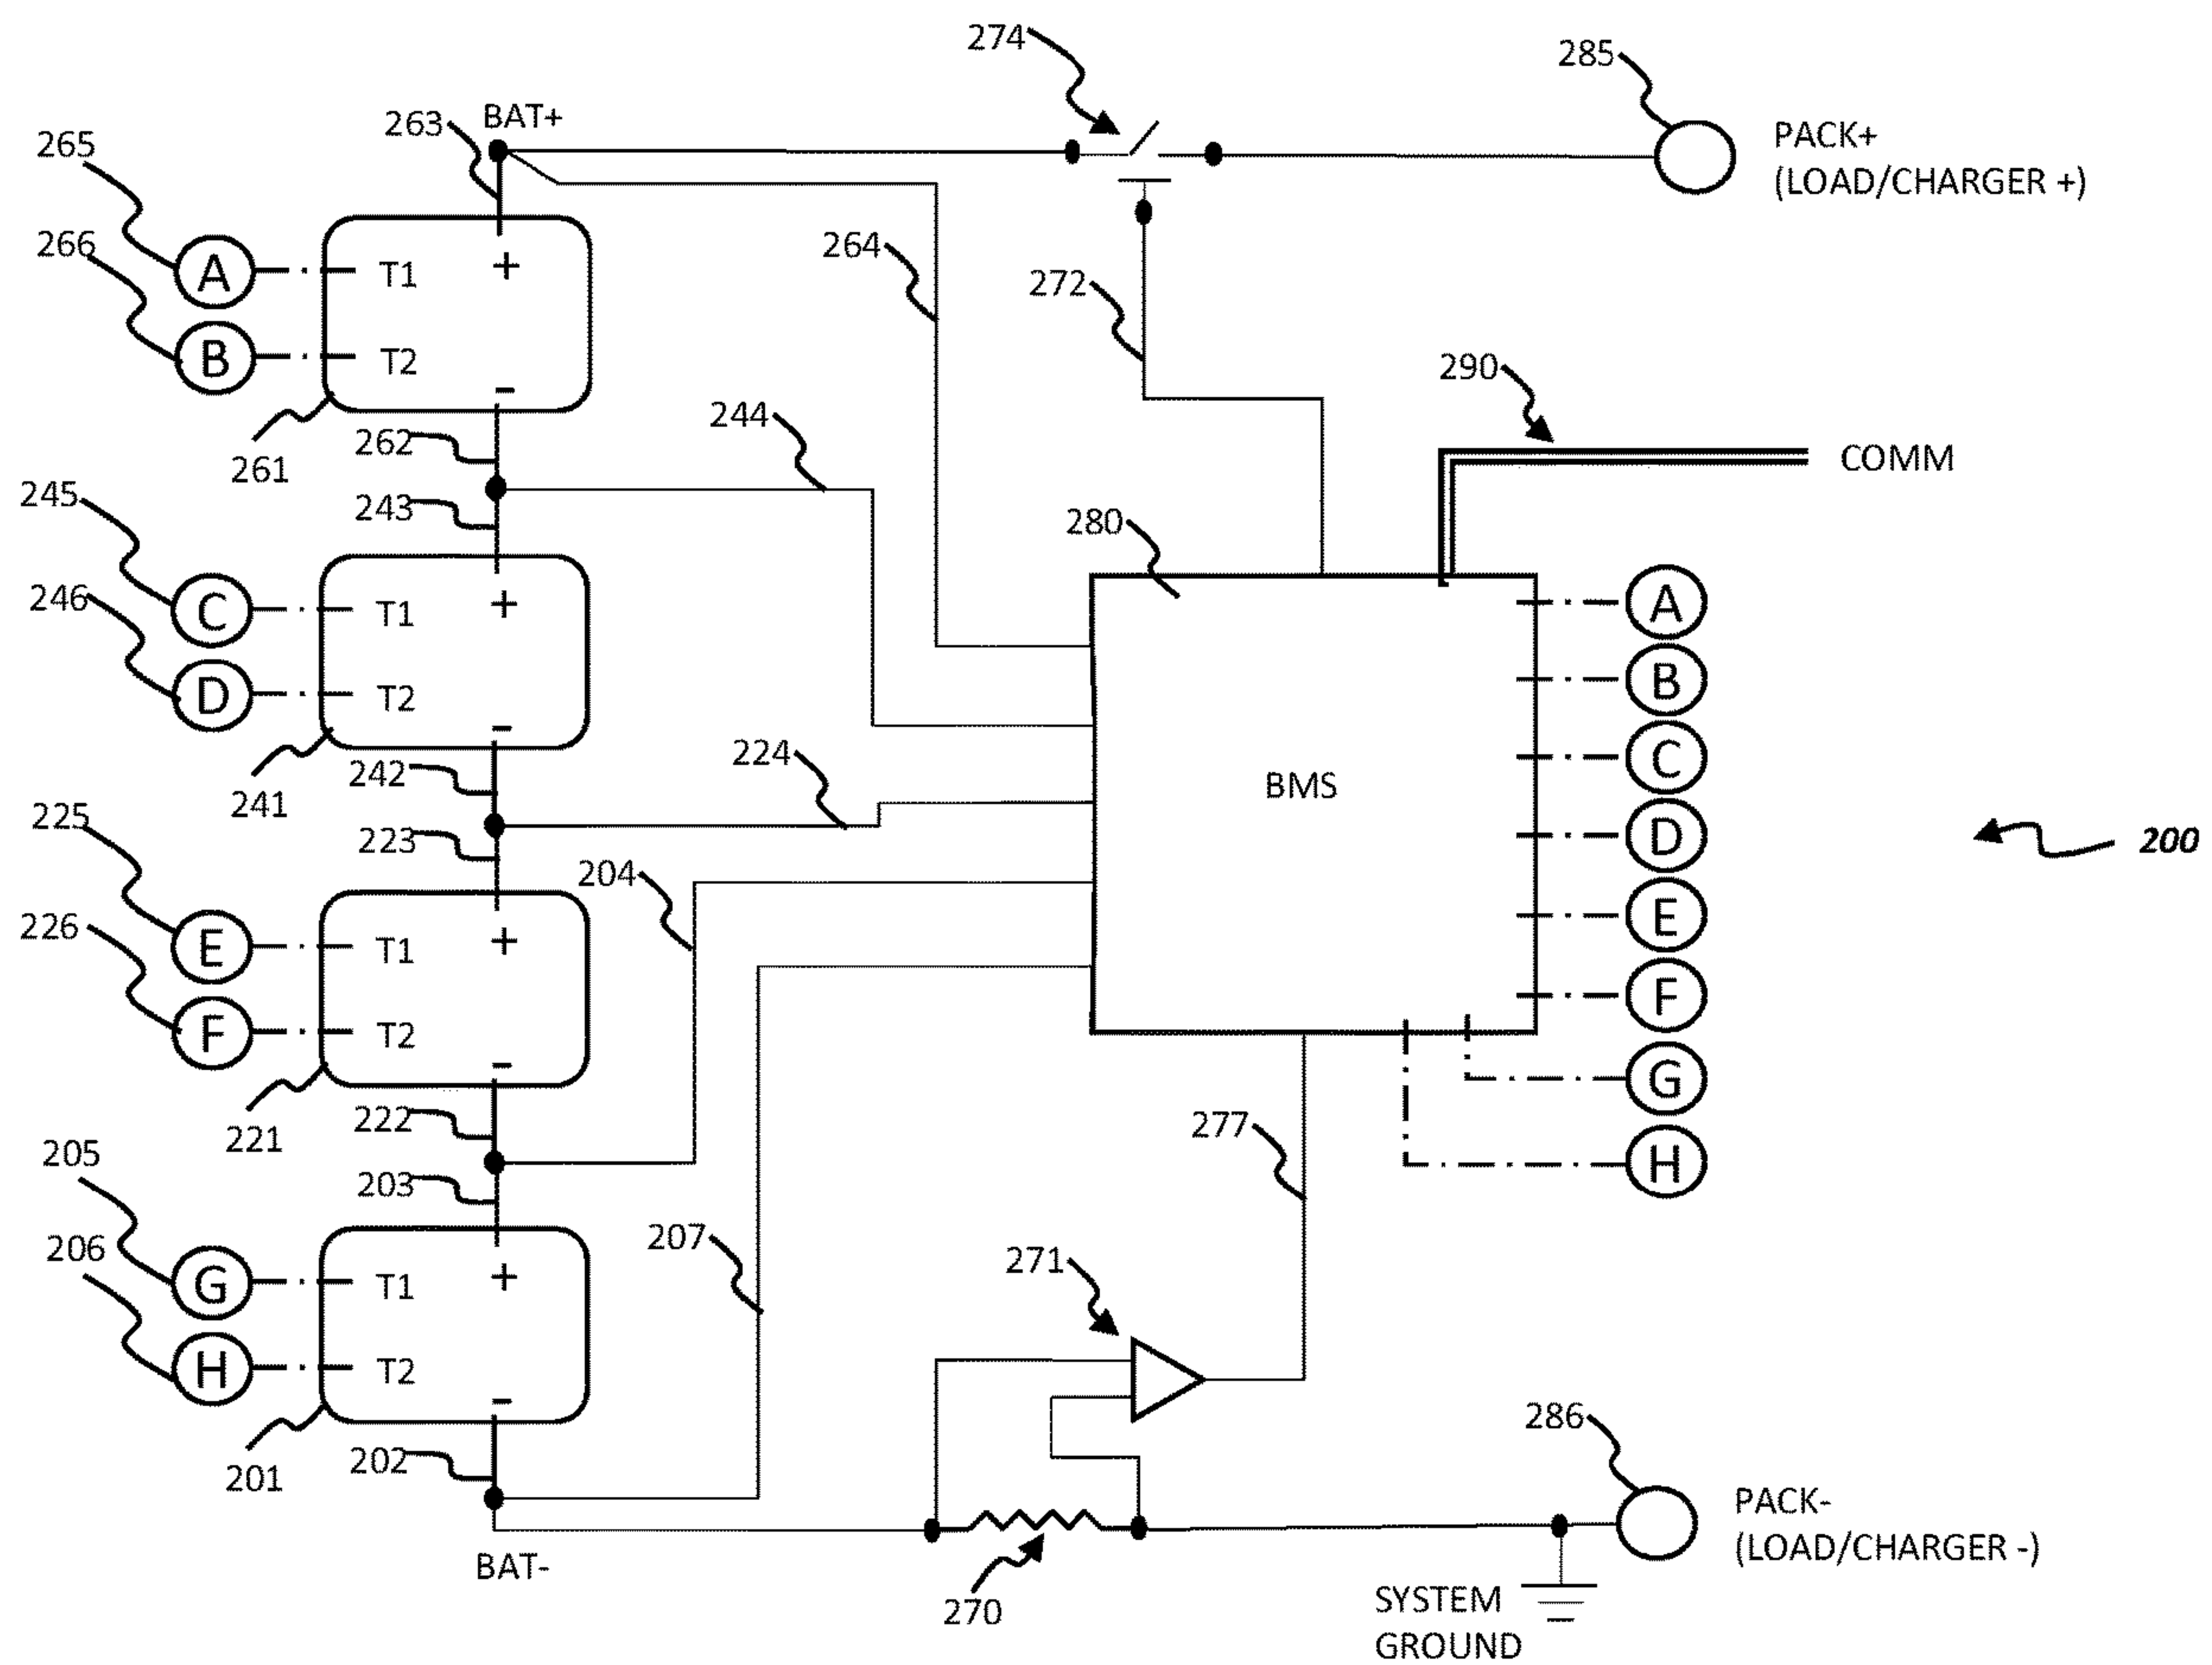 274
285
BAT+
263
PACK+
(LOAD/CHARGER +)
265
266
A
T1
+
264
B
T2
-
272
290
COMM
261
262
244
243
245
246
280
C
T1
+
A
D
T2
-
B
241
242
224
C
BMS
D
225
223
204
200
226
E
T1
+
E
F
T2
-
F
221
222
G
277
H
205
203
206
207
271
G
T1
+
H
T2
-
201
202
286
PACK-
(LOAD/CHARGER -)
BAT-
270
SYSTEM
GROUND